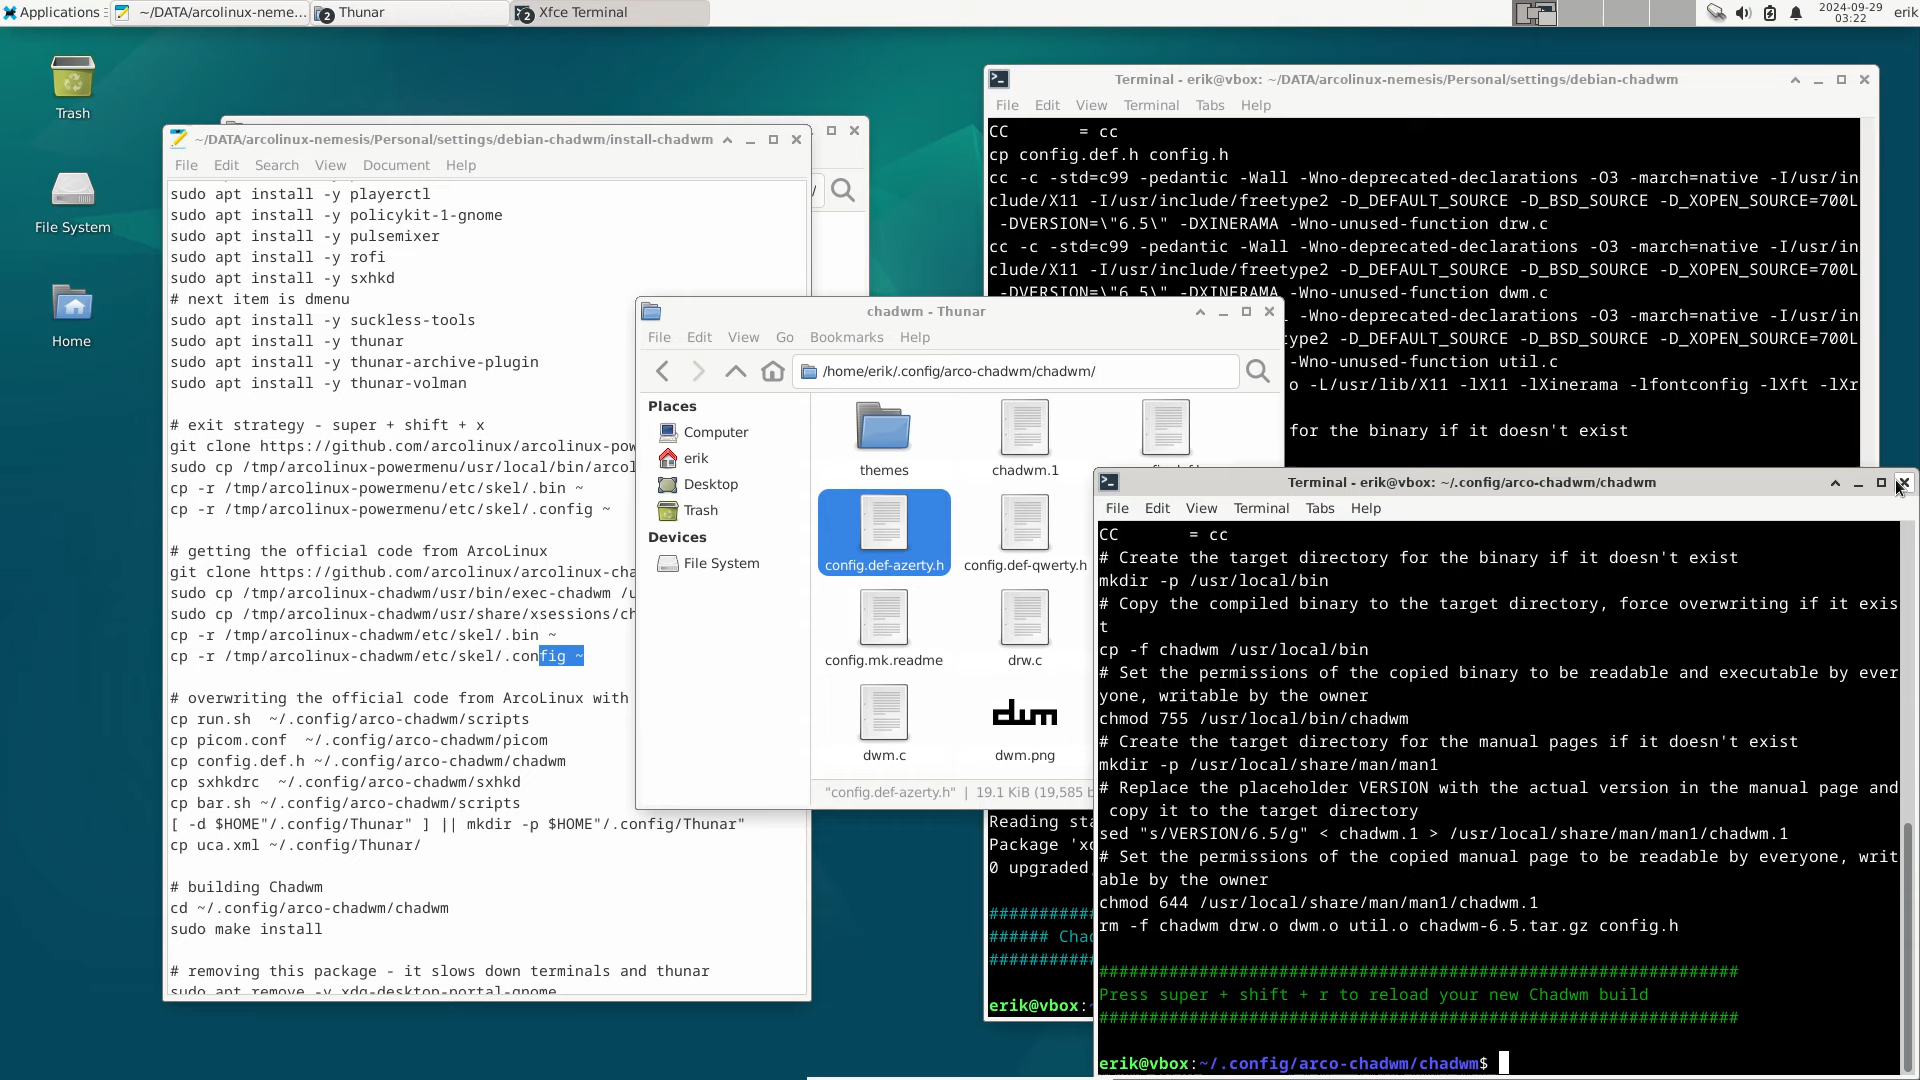 Applications
~/DATA/arcolinux-neme...
2
Thunar
2
Xfce Terminal
2024-09-29
03:22
erik
Trash
File System
Home
~/DATA/arcolinux-nemesis/Personal/settings/debian-chadwm/install-chadwm
File Edit Search View Document Help
sudo apt install -y playerctl
sudo apt install -y policykit-1-gnome
sudo apt install -y pulsemixer
sudo apt install -y rofi
sudo apt install -y sxhkd
# next item is dmenu
sudo apt install -y suckless-tools
sudo apt install -y thunar
sudo apt install -y thunar-archive-plugin
sudo apt install -y thunar-volman
# exit strategy - super + shift + x
git clone https://github.com/arcolinux/arcolinux-pow
sudo cp /tmp/arcolinux-powermenu/usr/local/bin/arcol
cp -r /tmp/arcolinux-powermenu/etc/skel/.bin ~
cp -r /tmp/arcolinux-powermenu/etc/skel/.config ~
# getting the official code from ArcoLinux
git clone https://github.com/arcolinux/arcolinux-cha
sudo cp /tmp/arcolinux-chadwm/usr/bin/exec-chadwm /u
sudo cp /tmp/arcolinux-chadwm/usr/share/xsessions/ch
cp -r /tmp/arcolinux-chadwm/etc/skel/.bin ~
cp -r /tmp/arcolinux-chadwm/etc/skel/.config ~
# overwriting the official code from ArcoLinux with
cp run.sh  ~/.config/arco-chadwm/scripts
cp picom.conf  ~/.config/arco-chadwm/picom
cp config.def.h ~/.config/arco-chadwm/chadwm
cp sxhkdrc  ~/.config/arco-chadwm/sxhkd
cp bar.sh ~/.config/arco-chadwm/scripts
[ -d $HOME"/.config/Thunar" ] || mkdir -p $HOME"/.config/Thunar"
cp uca.xml ~/.config/Thunar/
# building Chadwm
cd ~/.config/arco-chadwm/chadwm
sudo make install
# removing this package - it slows down terminals and thunar
sudo apt remove -y xdg-desktop-portal-gnome
/
chadwm - Thunar
File Edit View Go Bookmarks Help
/home/erik/.config/arco-chadwm/chadwm/
Places
Computer
erik
Desktop
Trash
Devices
File System
themes
chadwm.1
config.def-azerty.h
config.def-qwerty.h
config.mk.readme
drw.c
dwm.c
dwm
dwm.png
"config.def-azerty.h" | 19.1 KiB (19,585 b
Terminal - erik@vbox: ~/DATA/arcolinux-nemesis/Personal/settings/debian-chadwm
File Edit View Terminal Tabs Help
CC       = cc
cp config.def.h config.h
cc -c -std=c99 -pedantic -Wall -Wno-deprecated-declarations -O3 -march=native -I/usr/in
clude/X11 -I/usr/include/freetype2 -D_DEFAULT_SOURCE -D_BSD_SOURCE -D_XOPEN_SOURCE=700L
-DVERSION=\"6.5\" -DXINERAMA -Wno-unused-function drw.c
cc -c -std=c99 -pedantic -Wall -Wno-deprecated-declarations -O3 -march=native -I/usr/in
clude/X11 -I/usr/include/freetype2 -D_DEFAULT_SOURCE -D_BSD_SOURCE -D_XOPEN_SOURCE=700L
-DVERSION=\"6.5\" -DXINERAMA -Wno-unused-function dwm.c
-Wno-deprecated-declarations -O3 -march=native -I/usr/in
ype2 -D_DEFAULT_SOURCE -D_BSD_SOURCE -D_XOPEN_SOURCE=700L
-Wno-unused-function util.c
o -L/usr/lib/X11 -lX11 -lXinerama -lfontconfig -lXft -lXr
for the binary if it doesn't exist
Reading sta
Package 'xd
0 upgraded,
###########
###### Chad
###########
erik@vbox:
Terminal - erik@vbox: ~/.config/arco-chadwm/chadwm
File Edit View Terminal Tabs Help
CC       = cc
# Create the target directory for the binary if it doesn't exist
mkdir -p /usr/local/bin
# Copy the compiled binary to the target directory, force overwriting if it exis
t
cp -f chadwm /usr/local/bin
# Set the permissions of the copied binary to be readable and executable by ever
yone, writable by the owner
chmod 755 /usr/local/bin/chadwm
# Create the target directory for the manual pages if it doesn't exist
mkdir -p /usr/local/share/man/man1
# Replace the placeholder VERSION with the actual version in the manual page and
copy it to the target directory
sed "s/VERSION/6.5/g" < chadwm.1 > /usr/local/share/man/man1/chadwm.1
# Set the permissions of the copied manual page to be readable by everyone, writ
able by the owner
chmod 644 /usr/local/share/man/man1/chadwm.1
rm -f chadwm drw.o dwm.o util.o chadwm-6.5.tar.gz config.h
################################################################
Press super + shift + r to reload your new Chadwm build
################################################################
erik@vbox:~/.config/arco-chadwm/chadwm$